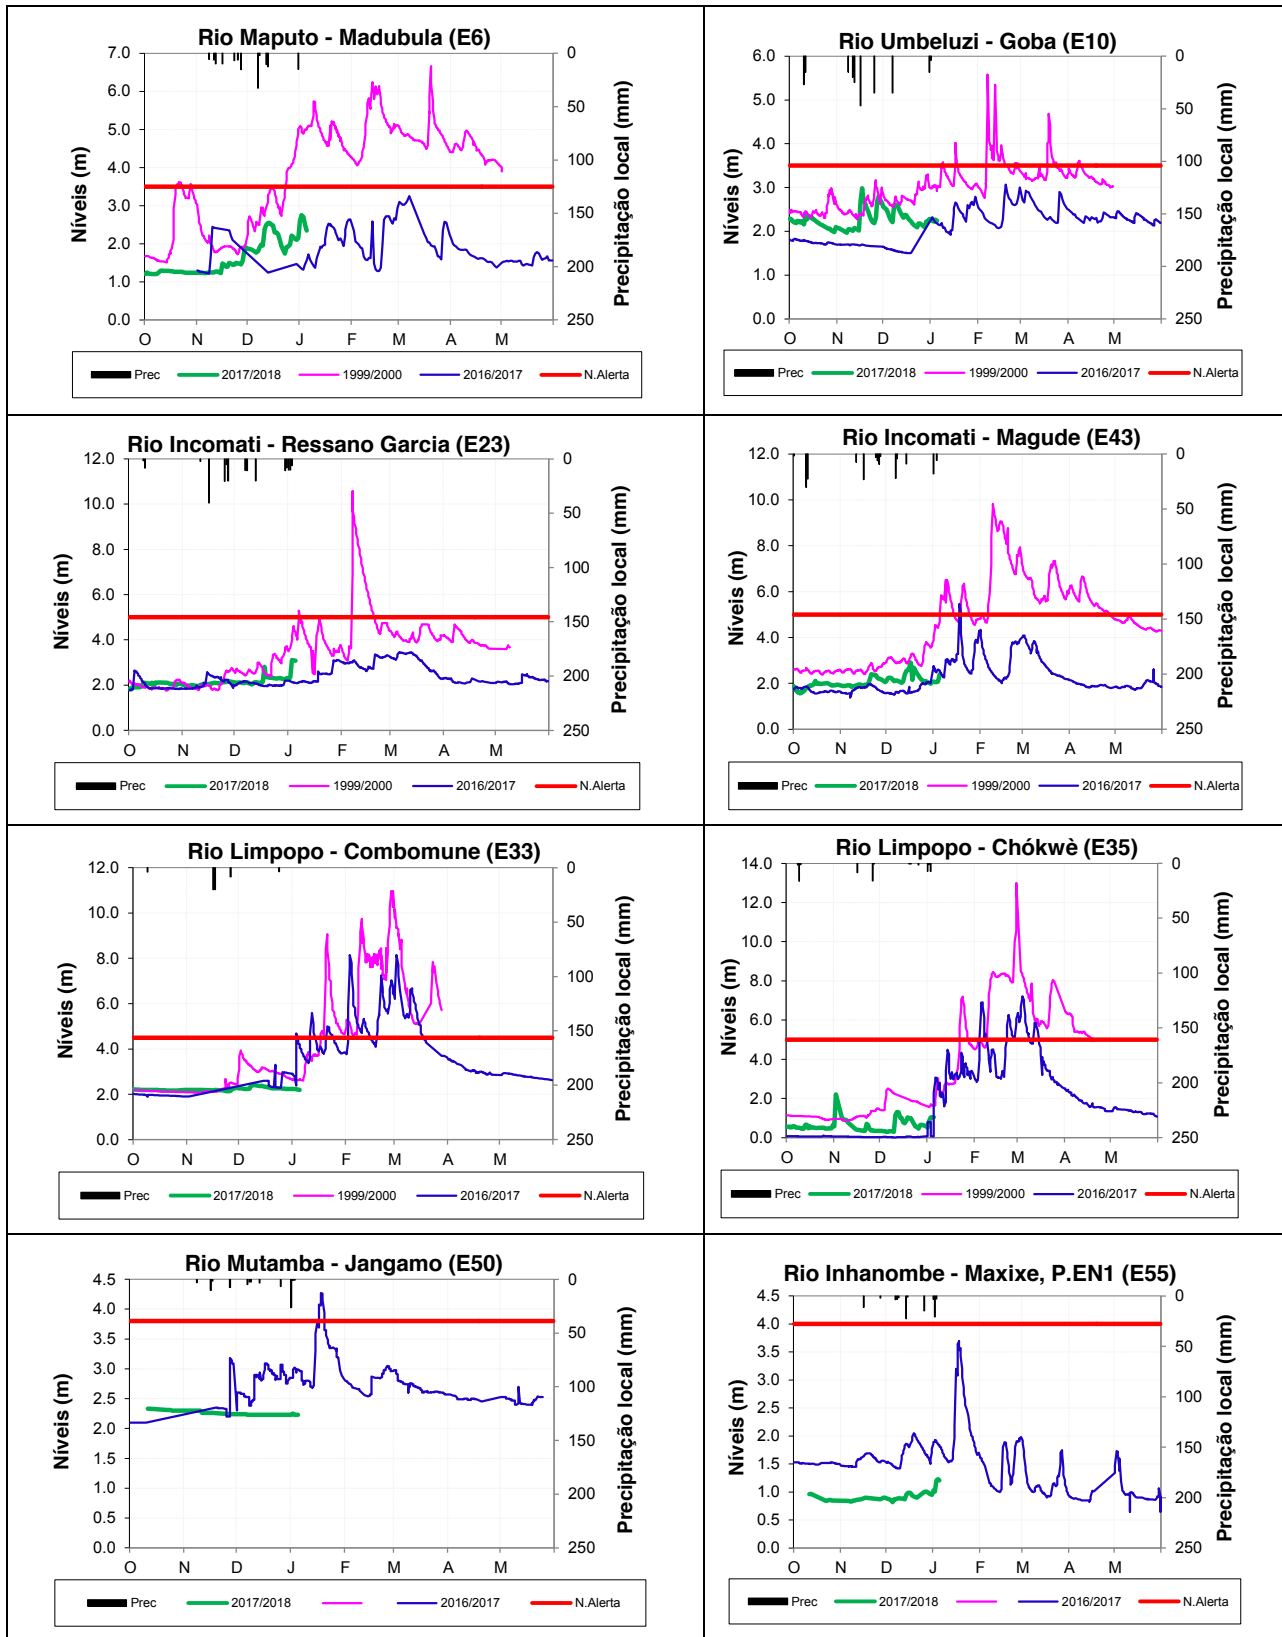 Rio Maputo - Madubula (E6)
Níveis (m)
7.0
6.0
5.0
4.0
3.0
2.0
1.0
0.0
0
50
100
150
200
250
Precipitação local (mm)
O N D J F M A M
Prec 2017/2018 1999/2000 2016/2017 N.Alerta
Rio Umbeluzi - Goba (E10)
Níveis (m)
6.0
5.0
4.0
3.0
2.0
1.0
0.0
0
50
100
150
200
250
Precipitação local (mm)
O N D J F M A M
Prec 2017/2018 1999/2000 2016/2017 N.Alerta
Rio Incomati - Ressano Garcia (E23)
Níveis (m)
12.0
10.0
8.0
6.0
4.0
2.0
0.0
0
50
100
150
200
250
Precipitação local (mm)
O N D J F M A M
Prec 2017/2018 1999/2000 2016/2017 N.Alerta
Rio Incomati - Magude (E43)
Níveis (m)
12.0
10.0
8.0
6.0
4.0
2.0
0.0
0
50
100
150
200
250
Precipitação local (mm)
O N D J F M A M
Prec 2017/2018 1999/2000 2016/2017 N.Alerta
Rio Limpopo - Combomune (E33)
Níveis (m)
12.0
10.0
8.0
6.0
4.0
2.0
0.0
0
50
100
150
200
250
Precipitação local (mm)
O N D J F M A M
Prec 2017/2018 1999/2000 2016/2017 N.Alerta
Rio Limpopo - Chókwè (E35)
Níveis (m)
14.0
12.0
10.0
8.0
6.0
4.0
2.0
0.0
0
50
100
150
200
250
Precipitação local (mm)
O N D J F M A M
Prec 2017/2018 1999/2000 2016/2017 N.Alerta
Rio Mutamba - Jangamo (E50)
Níveis (m)
4.5
4.0
3.5
3.0
2.5
2.0
1.5
1.0
0.5
0.0
0
50
100
150
200
250
Precipitação local (mm)
O N D J F M A M
Prec 2017/2018 2016/2017 N.Alerta
Rio Inhanombe - Maxixe, P.EN1 (E55)
Níveis (m)
4.5
4.0
3.5
3.0
2.5
2.0
1.5
1.0
0.5
0.0
0
50
100
150
200
250
Precipitação local (mm)
O N D J F M A M
Prec 2017/2018 2016/2017 N.Alerta